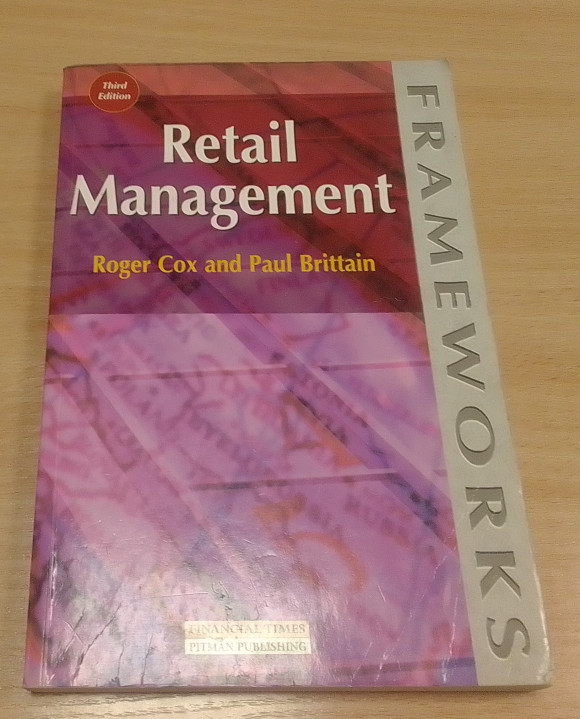 Third
Edition
Retail
Management
Roger Cox and Paul Brittain
FRAMEWORKS
FINANCIAL TIMES
PITMAN PUBLISHING